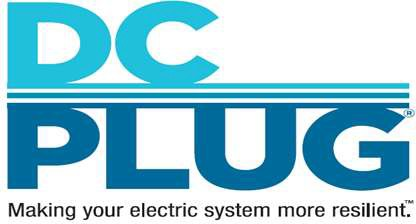 DC
PLUG®
Making your electric system more resilient.™